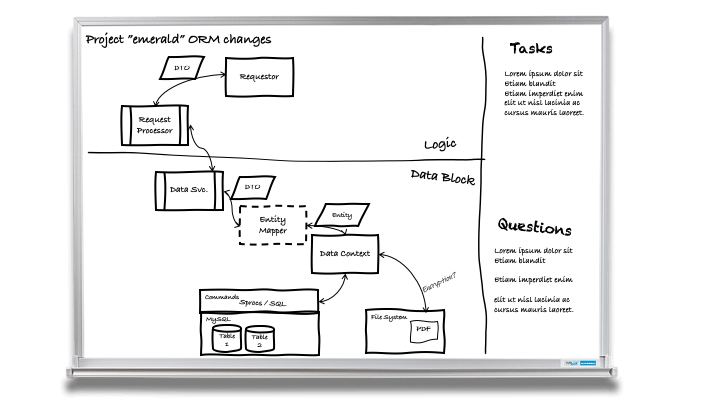 Project "emerald" ORM changes
DTO
Requestor
Request
Processor
Logic
Data Block
Data Svc.
DTO
Entity
Mapper
Entity
Data Context
Encryption?
Commands
Sprocs / SQL
MySQL
Table
1
Table
2
File System
PDF
Tasks
Lorem ipsum dolor sit
Etiam blandit
Etiam imperdiet enim
elit ut nisl lacinia ac
cursus mauris laoreet.
Questions
Lorem ipsum dolor sit
Etiam blandit
Etiam imperdiet enim
elit ut nisl lacinia ac
cursus mauris laoreet.